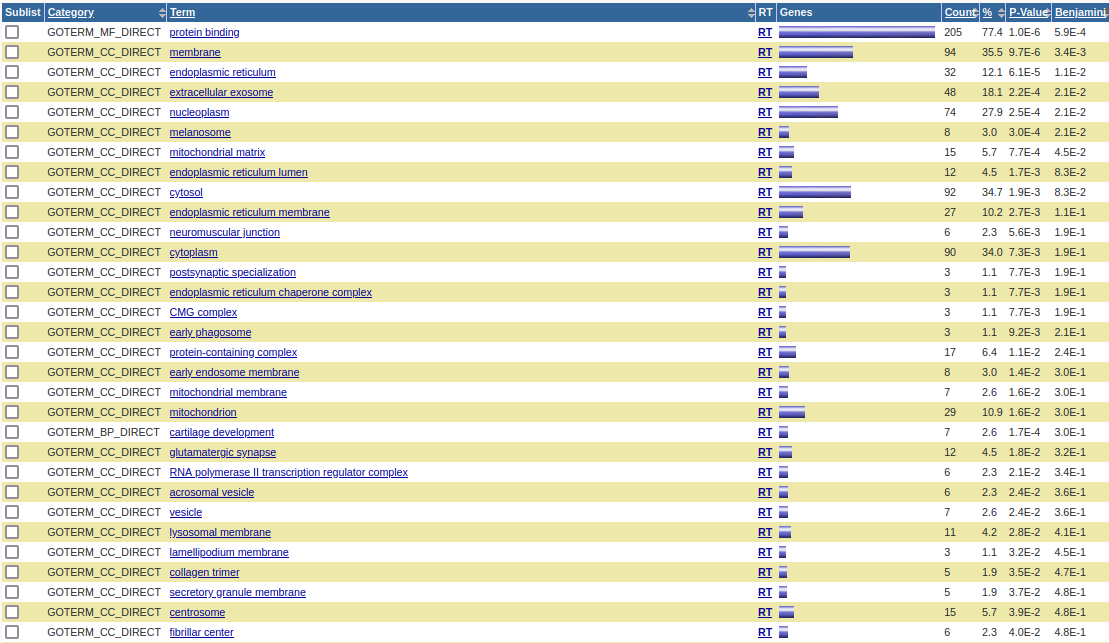 Sublist Category Term RT Genes Count % P-Value Benjamini
GOTERM_MF_DIRECT protein binding RT 205 77.4 1.0E-6 5.9E-4
GOTERM_CC_DIRECT membrane RT 94 35.5 9.7E-6 3.4E-3
GOTERM_CC_DIRECT endoplasmic reticulum RT 32 12.1 6.1E-5 1.1E-2
GOTERM_CC_DIRECT extracellular exosome RT 48 18.1 2.2E-4 2.1E-2
GOTERM_CC_DIRECT nucleoplasm RT 74 27.9 2.5E-4 2.1E-2
GOTERM_CC_DIRECT melanosome RT 8 3.0 3.0E-4 2.1E-2
GOTERM_CC_DIRECT mitochondrial matrix RT 15 5.7 7.7E-4 4.5E-2
GOTERM_CC_DIRECT endoplasmic reticulum lumen RT 12 4.5 1.7E-3 8.3E-2
GOTERM_CC_DIRECT cytosol RT 92 34.7 1.9E-3 8.3E-2
GOTERM_CC_DIRECT endoplasmic reticulum membrane RT 27 10.2 2.7E-3 1.1E-1
GOTERM_CC_DIRECT neuromuscular junction RT 6 2.3 5.6E-3 1.9E-1
GOTERM_CC_DIRECT cytoplasm RT 90 34.0 7.3E-3 1.9E-1
GOTERM_CC_DIRECT postsynaptic specialization RT 3 1.1 7.7E-3 1.9E-1
GOTERM_CC_DIRECT endoplasmic reticulum chaperone complex RT 3 1.1 7.7E-3 1.9E-1
GOTERM_CC_DIRECT CMG complex RT 3 1.1 7.7E-3 1.9E-1
GOTERM_CC_DIRECT early phagosome RT 3 1.1 9.2E-3 2.1E-1
GOTERM_CC_DIRECT protein-containing complex RT 17 6.4 1.1E-2 2.4E-1
GOTERM_CC_DIRECT early endosome membrane RT 8 3.0 1.4E-2 3.0E-1
GOTERM_CC_DIRECT mitochondrial membrane RT 7 2.6 1.6E-2 3.0E-1
GOTERM_CC_DIRECT mitochondrion RT 29 10.9 1.6E-2 3.0E-1
GOTERM_BP_DIRECT cartilage development RT 7 2.6 1.7E-4 3.0E-1
GOTERM_CC_DIRECT glutamatergic synapse RT 12 4.5 1.8E-2 3.2E-1
GOTERM_CC_DIRECT RNA polymerase II transcription regulator complex RT 6 2.3 2.1E-2 3.4E-1
GOTERM_CC_DIRECT acrosomal vesicle RT 6 2.3 2.4E-2 3.6E-1
GOTERM_CC_DIRECT vesicle RT 7 2.6 2.4E-2 3.6E-1
GOTERM_CC_DIRECT lysosomal membrane RT 11 4.2 2.8E-2 4.1E-1
GOTERM_CC_DIRECT lamellipodium membrane RT 3 1.1 3.2E-2 4.5E-1
GOTERM_CC_DIRECT collagen trimer RT 5 1.9 3.5E-2 4.7E-1
GOTERM_CC_DIRECT secretory granule membrane RT 5 1.9 3.7E-2 4.8E-1
GOTERM_CC_DIRECT centrosome RT 15 5.7 3.9E-2 4.8E-1
GOTERM_CC_DIRECT fibrillar center RT 6 2.3 4.0E-2 4.8E-1